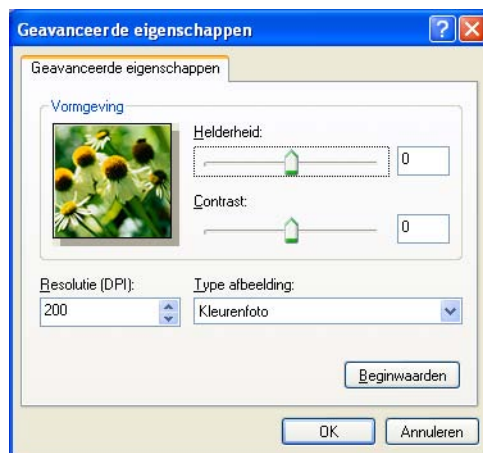 Geavanceerde eigenschappen
Geavanceerde eigenschappen
Vormgeving
Helderheid:
0
Contrast:
0
Resolutie (DPI):
Type afbeelding:
200
Kleurenfoto
Beginwaarden
OK
Annuleren